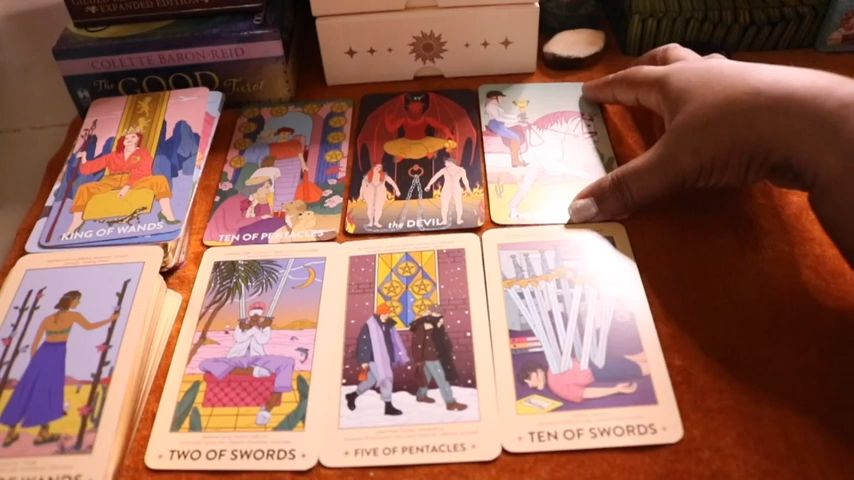 EXPANDED EDITION
COLETTE BARON-REID
The
GOOD
Tarot
KING OF WANDS
TEN OF PENTACLES
the DEVIL
TWO OF SWORDS
FIVE OF PENTACLES
TEN OF SWORDS